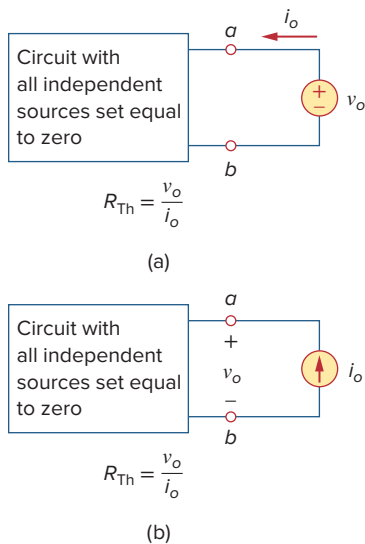 i_o
a
Circuit with
all independent
sources set equal
to zero
+
−
v_o
b
R_Th = v_o / i_o
(a)
a
Circuit with
all independent
sources set equal
to zero
+
v_o
−
i_o
b
R_Th = v_o / i_o
(b)